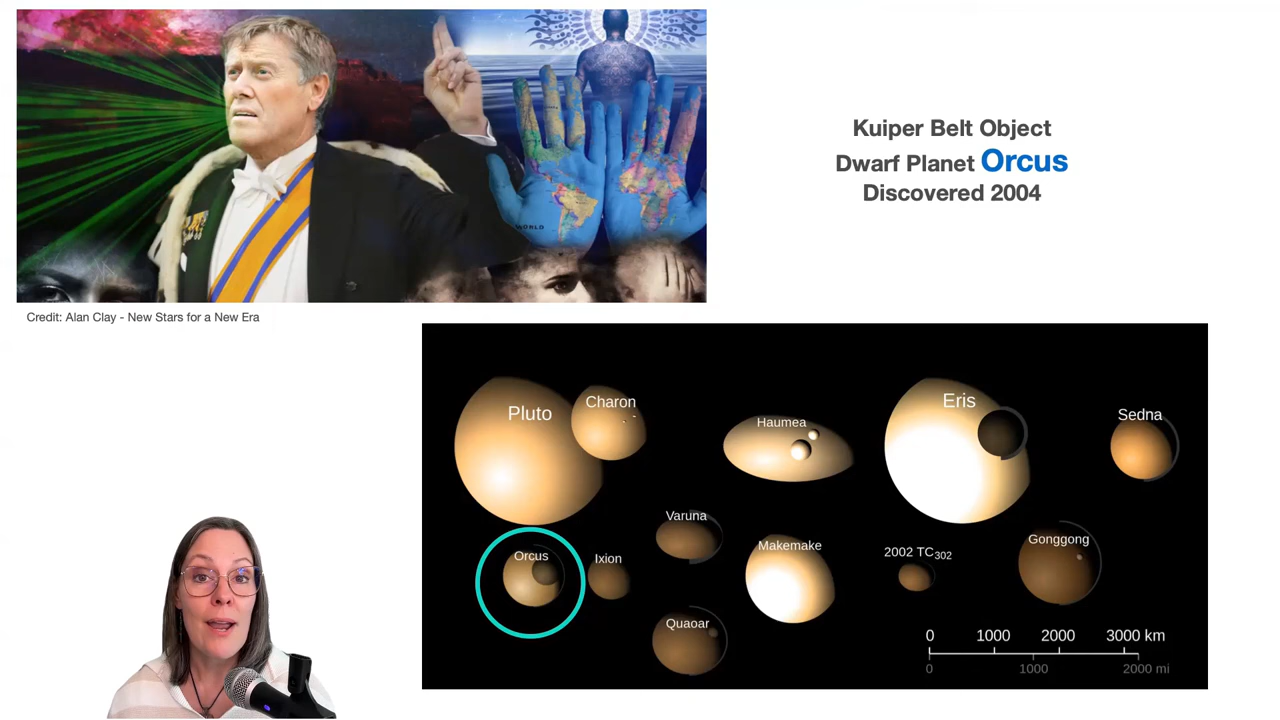 WORLD
Kuiper Belt Object
Dwarf Planet Orcus
Discovered 2004
Credit: Alan Clay - New Stars for a New Era
Pluto
Charon
Haumea
Eris
Sedna
Orcus
Ixion
Varuna
Makemake
2002 TC302
Gonggong
Quaoar
0 1000 2000 3000 km
0 1000 2000 mi